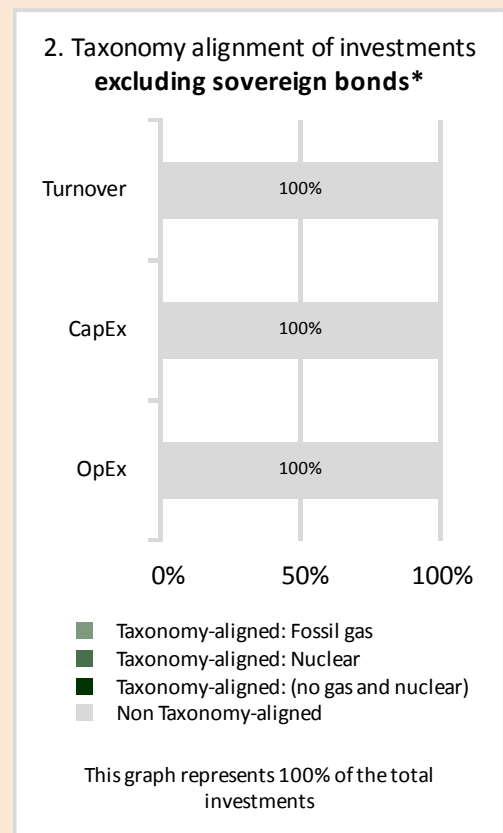 2. Taxonomy alignment of investments
excluding sovereign bonds*
Turnover
100%
CapEx
100%
OpEx
100%
0% 50% 100%
Taxonomy-aligned: Fossil gas
Taxonomy-aligned: Nuclear
Taxonomy-aligned: (no gas and nuclear)
Non Taxonomy-aligned
This graph represents 100% of the total
investments